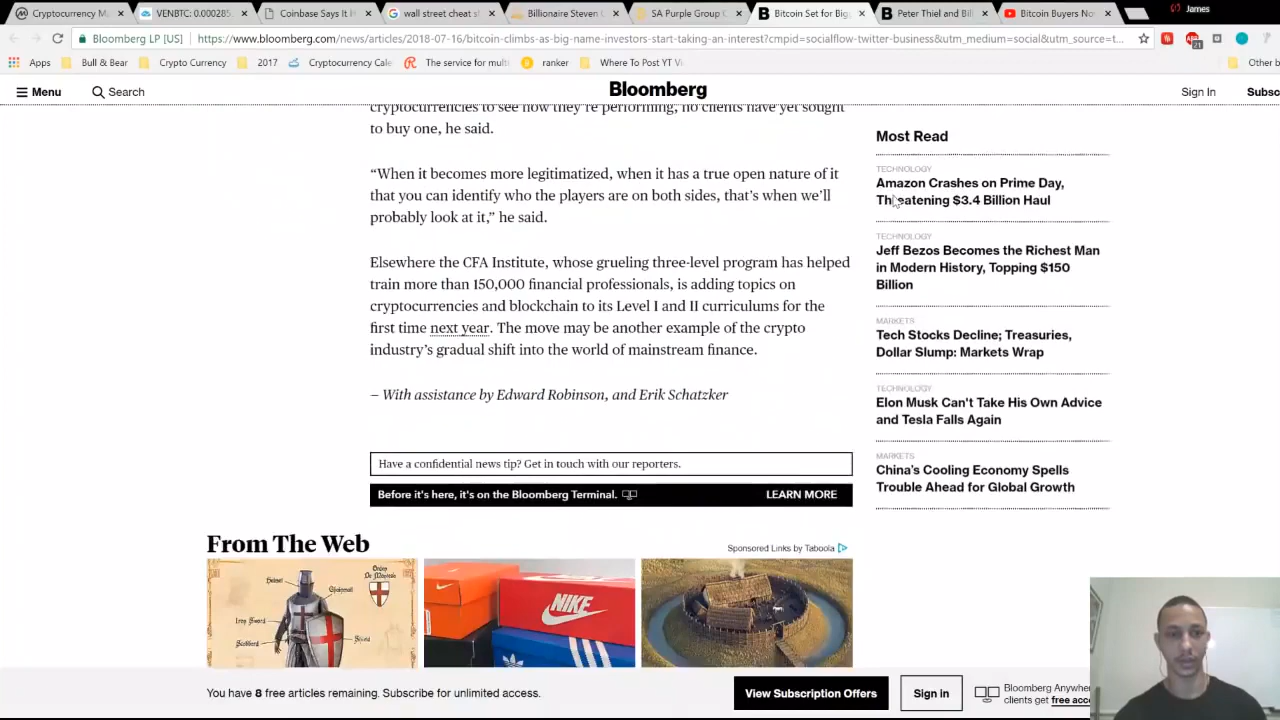 Cryptocurrency M
VENBTC: 0.000285
Coinbase Says It H
wall street cheat s
Billionaire Steven C
SA Purple Group C
Bitcoin Set for Big
Peter Thiel and Bit
Bitcoin Buyers No
James
Bloomberg LP [US]
https://www.bloomberg.com/news/articles/2018-07-16/bitcoin-climbs-as-big-name-investors-start-taking-an-interest?cmpid=socialflow-twitter-business&utm_medium=social&utm_source=t...
21
Apps
Bull & Bear
Crypto Currency
2017
Cryptocurrency Cale
The service for mult
ranker
Where To Post YT Vi
Other b
Menu
Search
Bloomberg
Sign In
Subsc
cryptocurrencies to see how they're performing, no clients have yet sought
to buy one, he said.
“When it becomes more legitimatized, when it has a true open nature of it
that you can identify who the players are on both sides, that’s when we’ll
probably look at it,” he said.
Elsewhere the CFA Institute, whose grueling three-level program has helped
train more than 150,000 financial professionals, is adding topics on
cryptocurrencies and blockchain to its Level I and II curriculums for the
first time next year. The move may be another example of the crypto
industry’s gradual shift into the world of mainstream finance.
– With assistance by Edward Robinson, and Erik Schatzker
Have a confidential news tip? Get in touch with our reporters.
Before it's here, it's on the Bloomberg Terminal.
LEARN MORE
Most Read
TECHNOLOGY
Amazon Crashes on Prime Day,
Threatening $3.4 Billion Haul
TECHNOLOGY
Jeff Bezos Becomes the Richest Man
in Modern History, Topping $150
Billion
MARKETS
Tech Stocks Decline; Treasuries,
Dollar Slump: Markets Wrap
TECHNOLOGY
Elon Musk Can't Take His Own Advice
and Tesla Falls Again
MARKETS
China's Cooling Economy Spells
Trouble Ahead for Global Growth
From The Web
Sponsored Links by Taboola
Helmet
Iron Sword
Shield
NIKE
adidas
You have 8 free articles remaining. Subscribe for unlimited access.
View Subscription Offers
Sign in
Bloomberg Anywhe
clients get free acc